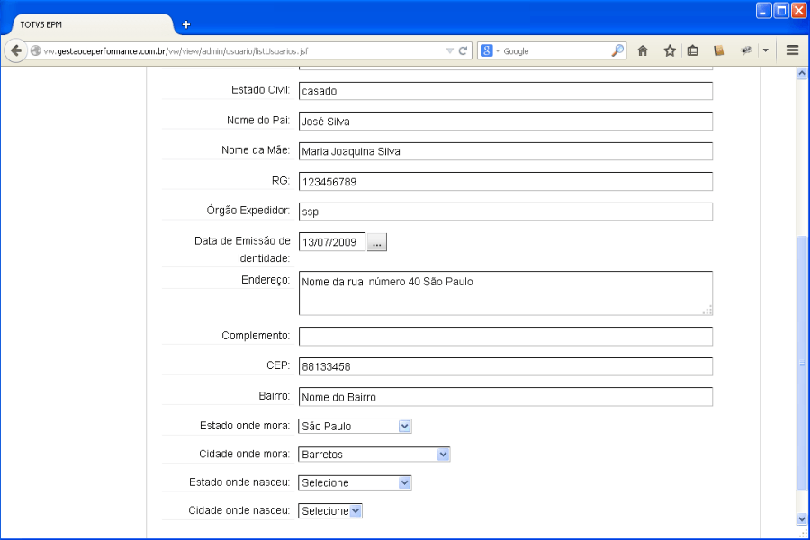 TOTVS EPM
vw.gestaodeperformance.com.br/vw/view/admin/usuario/listUsuarios.jsf
Google
Estado Civil: casado
Nome do Pai: José Silva
Nome da Mãe: Maria Joaquina Silva
RG: 123456789
Órgão Expedidor: ssp
Data de Emissão de 13/07/2009 ...
identidade:
Endereço: Nome da rua número 40 São Paulo
Complemento:
CEP: 88133458
Bairro: Nome do Bairro
Estado onde mora: São Paulo
Cidade onde mora: Barretos
Estado onde nasceu: Selecione
Cidade onde nasceu: Selecione